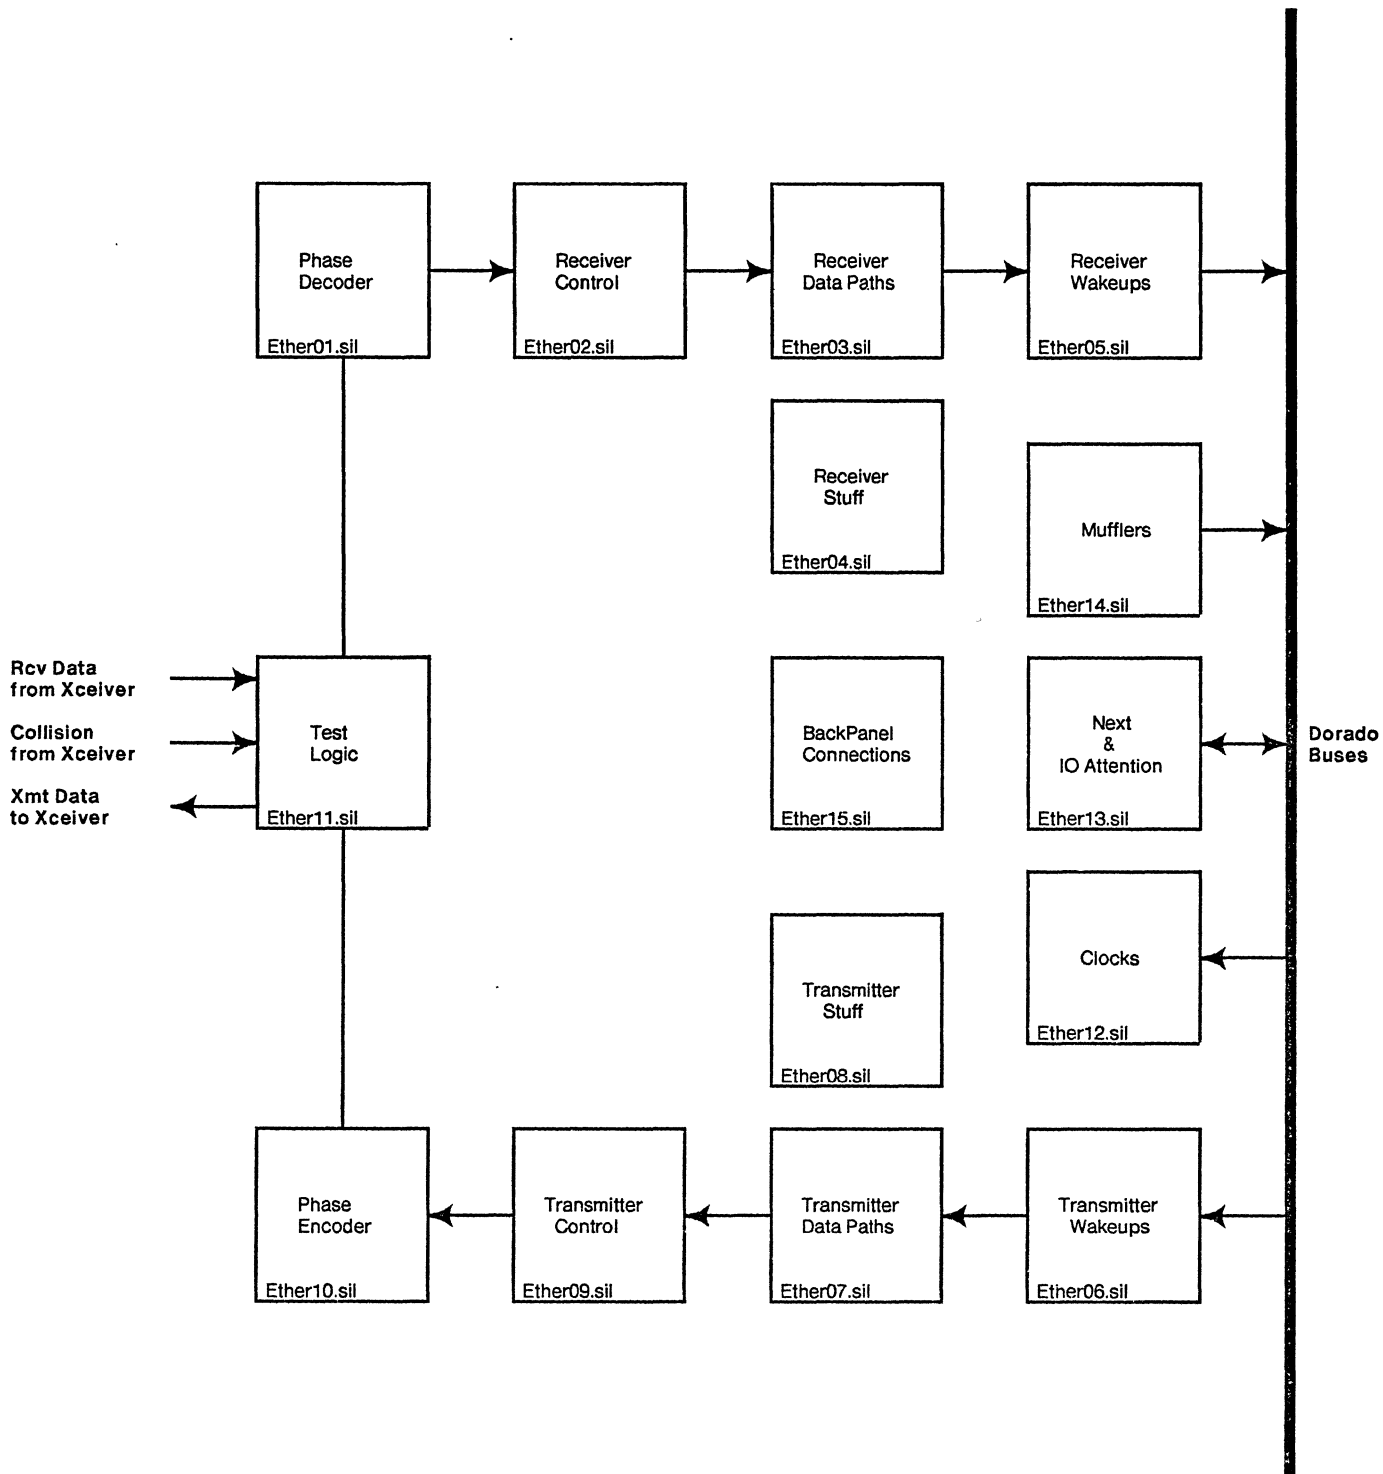 Phase
Decoder
Ether01.sil
Receiver
Control
Ether02.sil
Receiver
Data Paths
Ether03.sil
Receiver
Wakeups
Ether05.sil
Receiver
Stuff
Ether04.sil
Mufflers
Ether14.sil
Rcv Data
from Xceiver
Collision
from Xceiver
Xmt Data
to Xceiver
Test
Logic
Ether11.sil
BackPanel
Connections
Ether15.sil
Next
&
IO Attention
Ether13.sil
Dorado
Buses
Transmitter
Stuff
Ether08.sil
Clocks
Ether12.sil
Phase
Encoder
Ether10.sil
Transmitter
Control
Ether09.sil
Transmitter
Data Paths
Ether07.sil
Transmitter
Wakeups
Ether06.sil